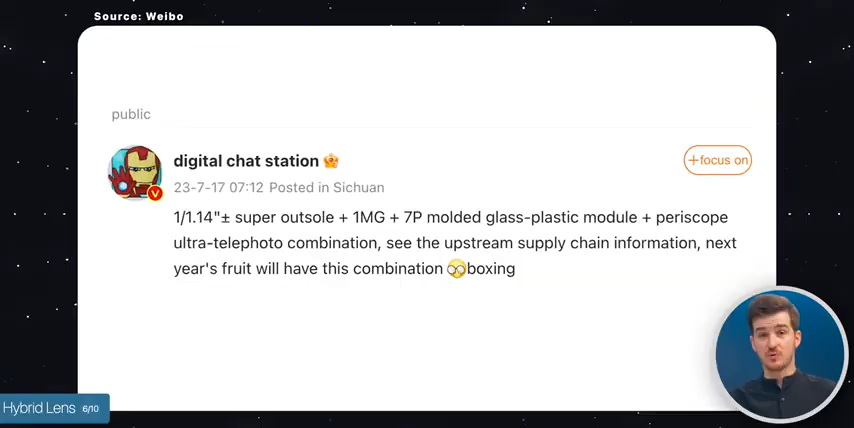 Source: Weibo
public
digital chat station
+focus on
23-7-17 07:12 Posted in Sichuan
1/1.14"± super outsole + 1MG + 7P molded glass-plastic module + periscope
ultra-telephoto combination, see the upstream supply chain information, next
year's fruit will have this combination boxing
Hybrid Lens 6/10